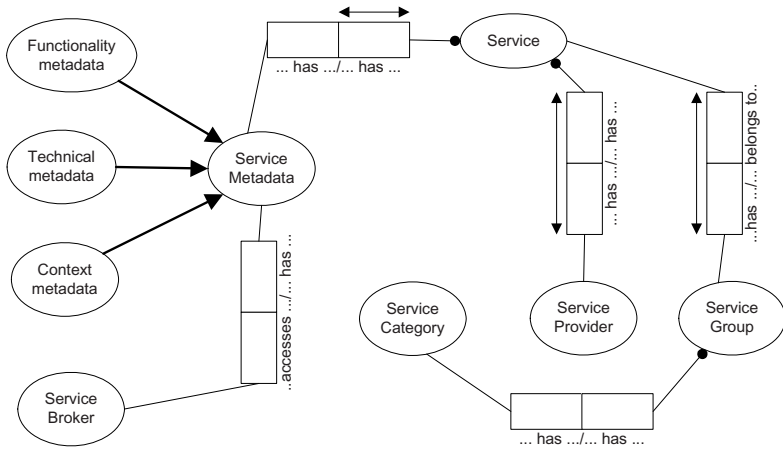 Functionality
metadata
Technical
metadata
Context
metadata
Service
Broker
Service
Metadata
... has .../... has ...
Service
... has .../... has ...
...has .../... belongs to..
..accesses .../... has ...
Service
Category
Service
Provider
Service
Group
... has .../... has ...